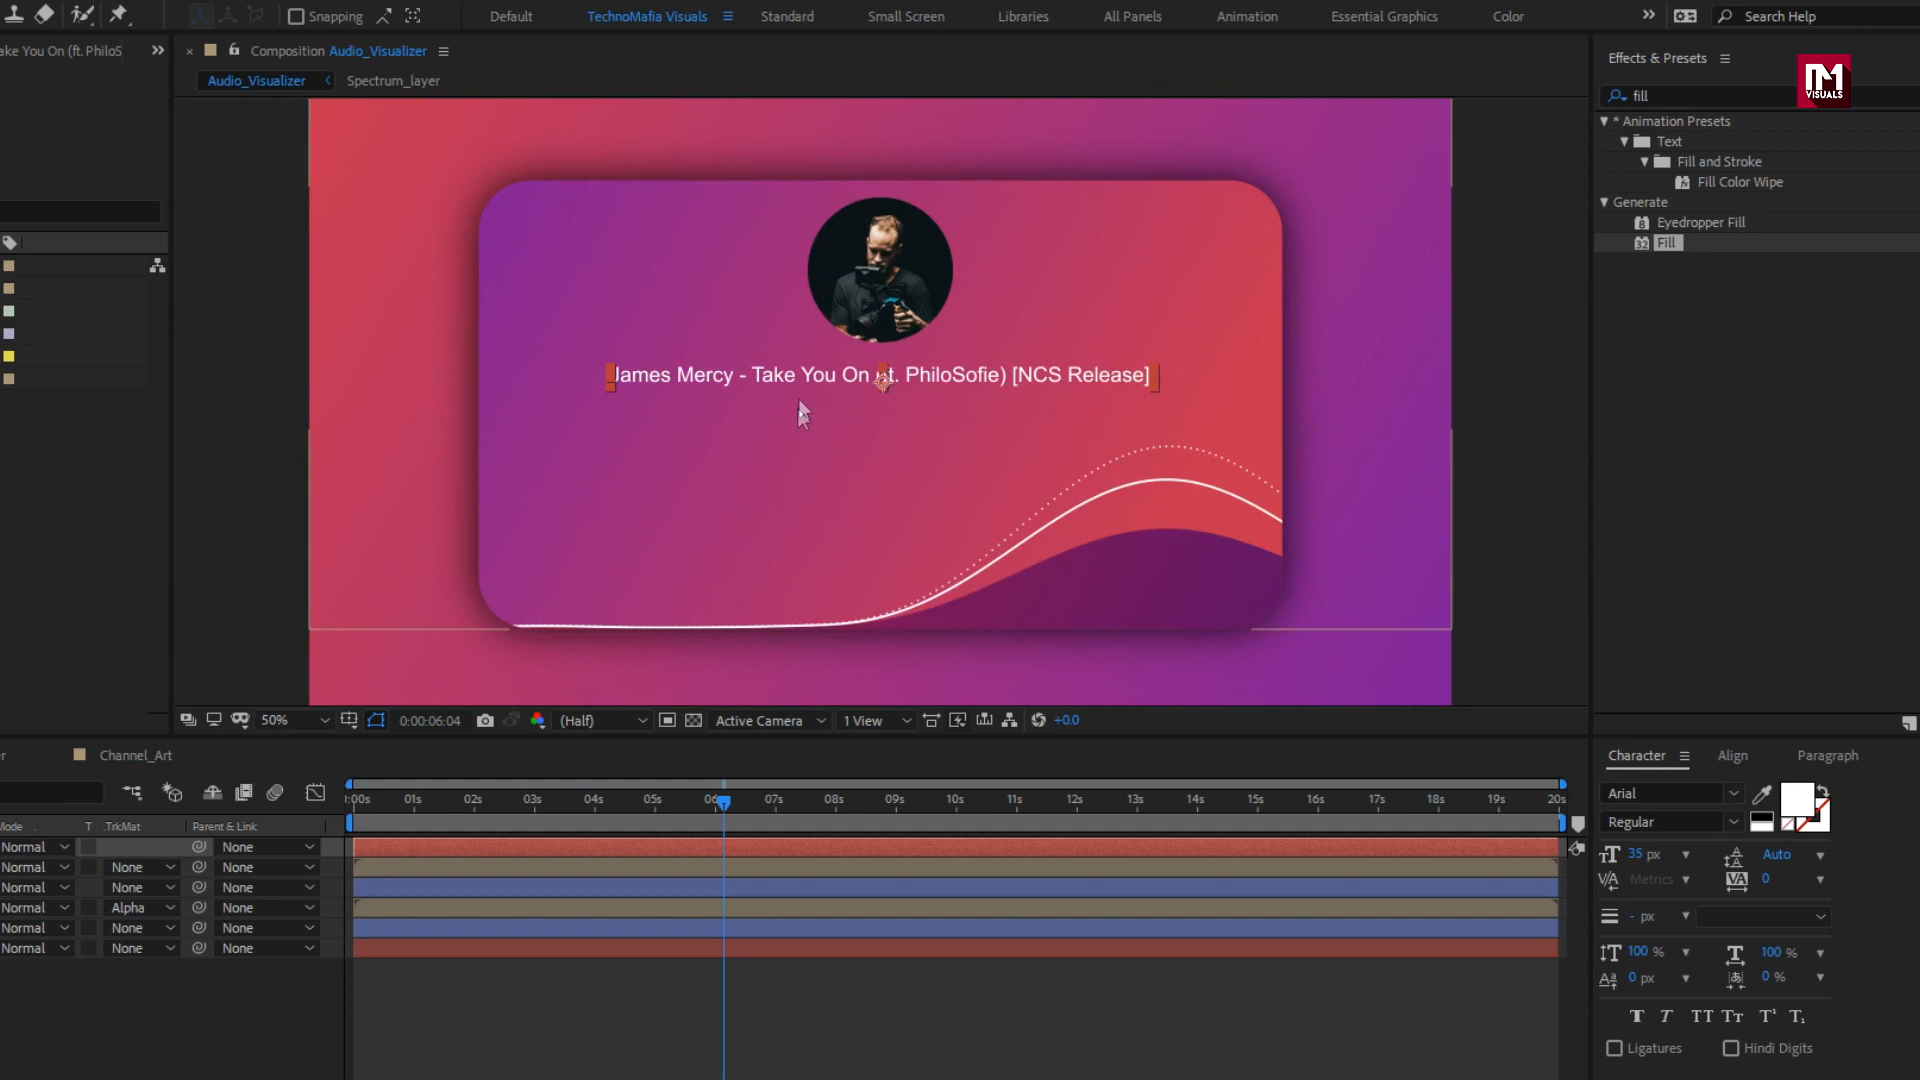 Snapping
Default
TechnoMafia Visuals
Standard
Small Screen
Libraries
All Panels
Animation
Essential Graphics
Color
Search Help
ake You On (ft. PhiloS
Composition Audio_Visualizer
Audio_Visualizer
Spectrum_layer
Effects & Presets
VISUALS
fill
* Animation Presets
Text
Fill and Stroke
Fill Color Wipe
Generate
Eyedropper Fill
Fill
James Mercy - Take You On (ft. PhiloSofie) [NCS Release]
50%
0:00:06:04
(Half)
Active Camera
1 View
+0.0
r
Channel_Art
Character
Align
Paragraph
:00s 01s 02s 03s 04s 05s 06 07s 08s 09s 10s 11s 12s 13s 14s 15s 16s 17s 18s 19s 20s
Mode T .TrkMat Parent & Link
Normal None
Normal None None
Normal None None
Normal Alpha None
Normal None None
Normal None None
Arial
Regular
35 px
Auto
Metrics
0
- px
100 %
100 %
0 px
0 %
Ligatures
Hindi Digits